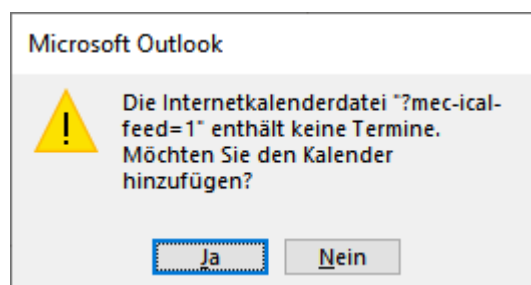 Microsoft Outlook
Die Internetkalenderdatei "?mec-ical-
feed=1" enthält keine Termine.
Möchten Sie den Kalender
hinzufügen?
Ja
Nein